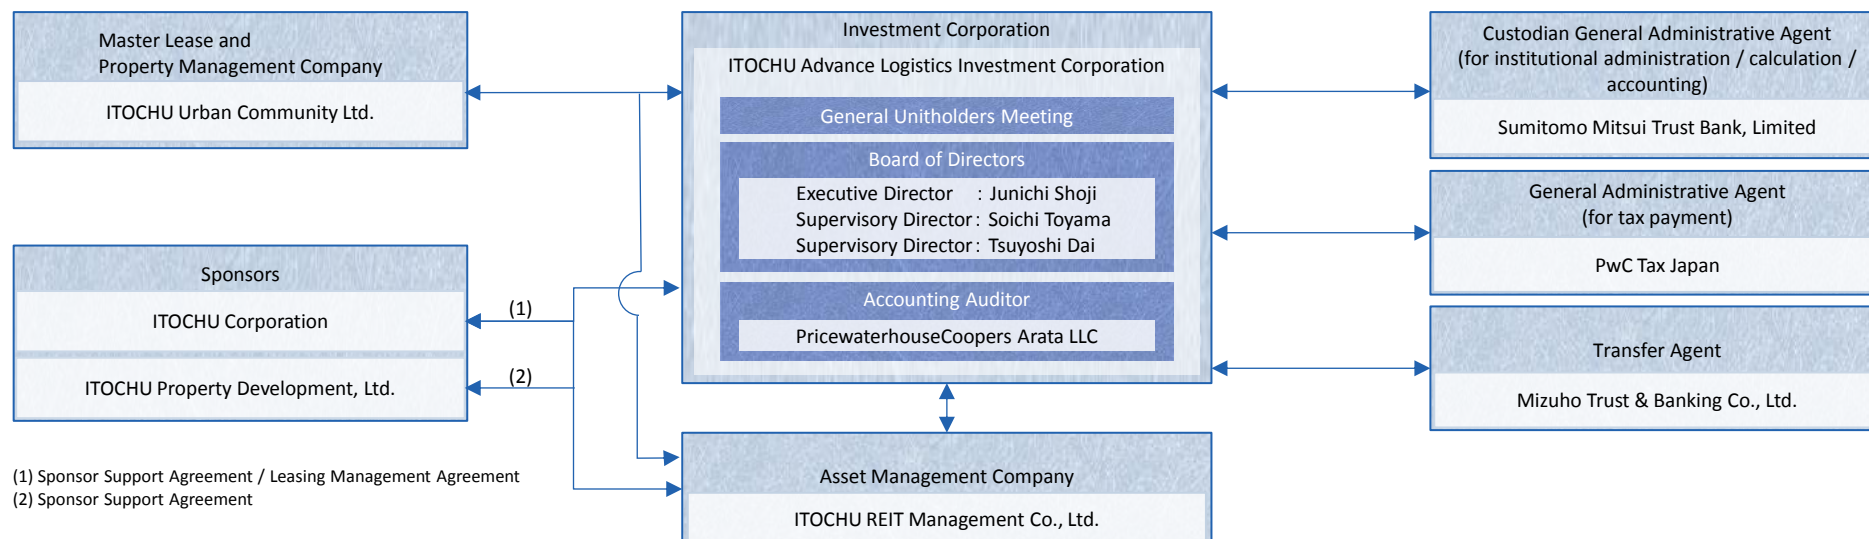 Master Lease and
Property Management Company
ITOCHU Urban Community Ltd.
Sponsors
ITOCHU Corporation
ITOCHU Property Development, Ltd.
(1)
(2)
(1) Sponsor Support Agreement / Leasing Management Agreement
(2) Sponsor Support Agreement
Investment Corporation
ITOCHU Advance Logistics Investment Corporation
General Unitholders Meeting
Board of Directors
Executive Director : Junichi Shoji
Supervisory Director : Soichi Toyama
Supervisory Director : Tsuyoshi Dai
Accounting Auditor
PricewaterhouseCoopers Arata LLC
Asset Management Company
ITOCHU REIT Management Co., Ltd.
Custodian General Administrative Agent
(for institutional administration / calculation /
accounting)
Sumitomo Mitsui Trust Bank, Limited
General Administrative Agent
(for tax payment)
PwC Tax Japan
Transfer Agent
Mizuho Trust & Banking Co., Ltd.